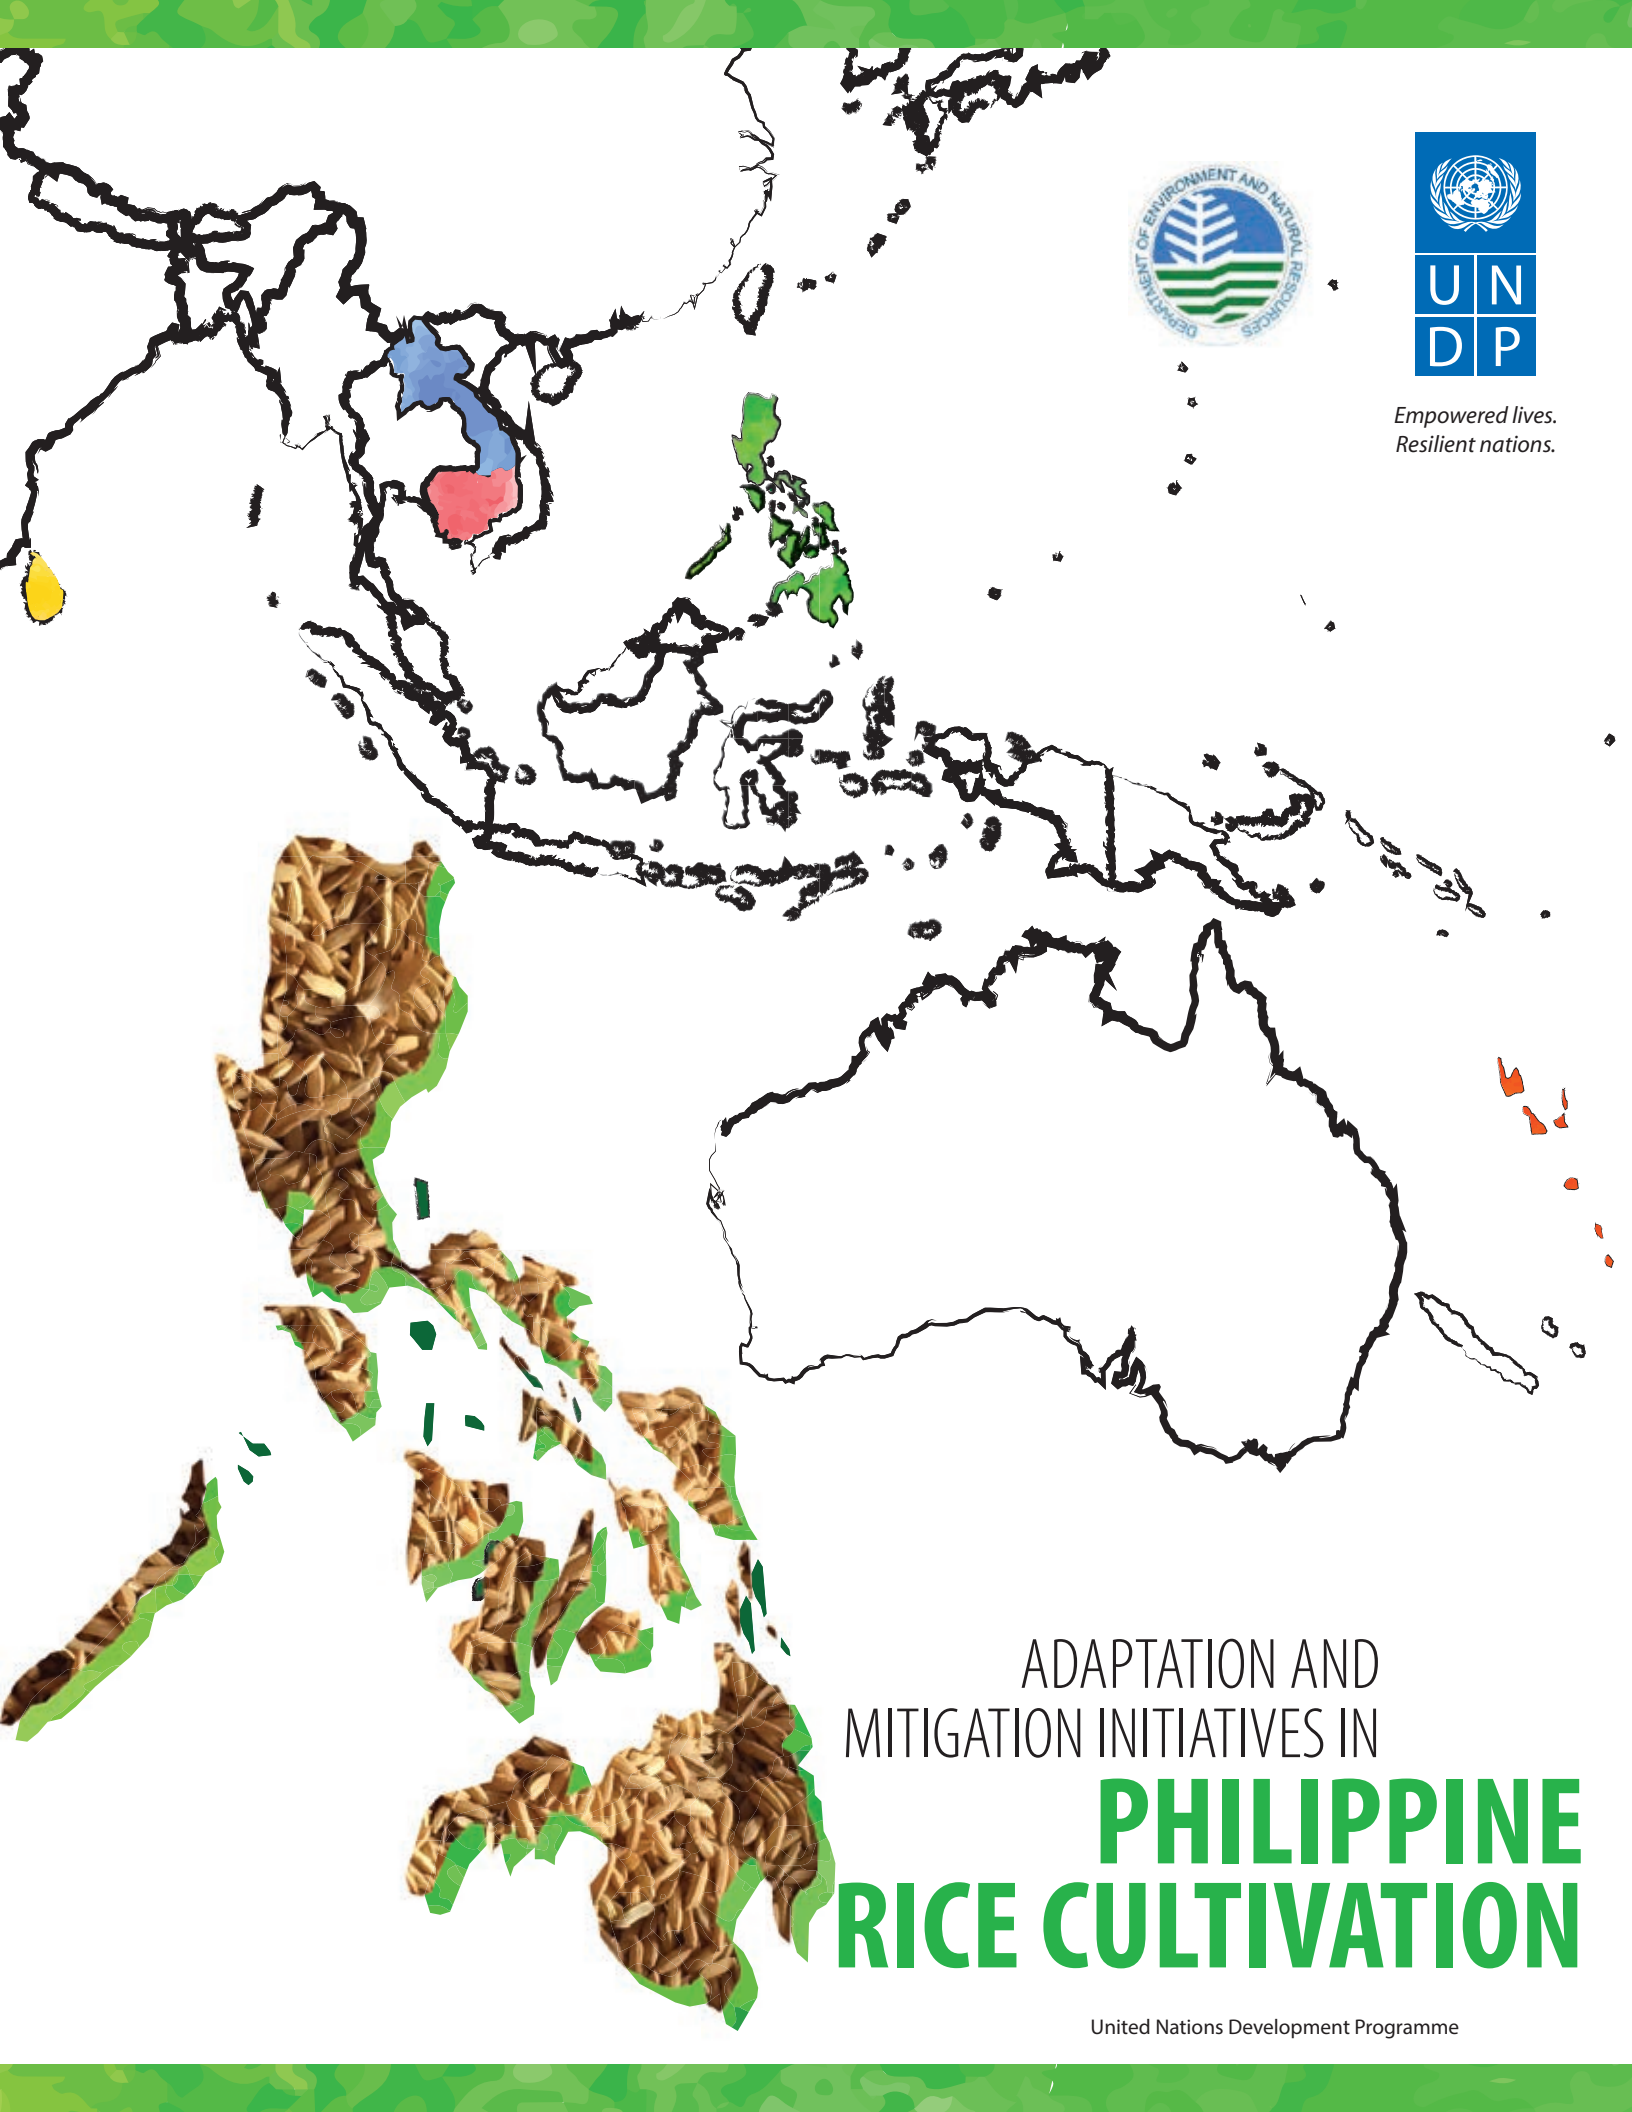 DEPARTMENT OF ENVIRONMENT AND NATURAL RESOURCES
U N
D P
Empowered lives.
Resilient nations.
ADAPTATION AND
MITIGATION INITIATIVES IN
PHILIPPINE
RICE CULTIVATION
United Nations Development Programme